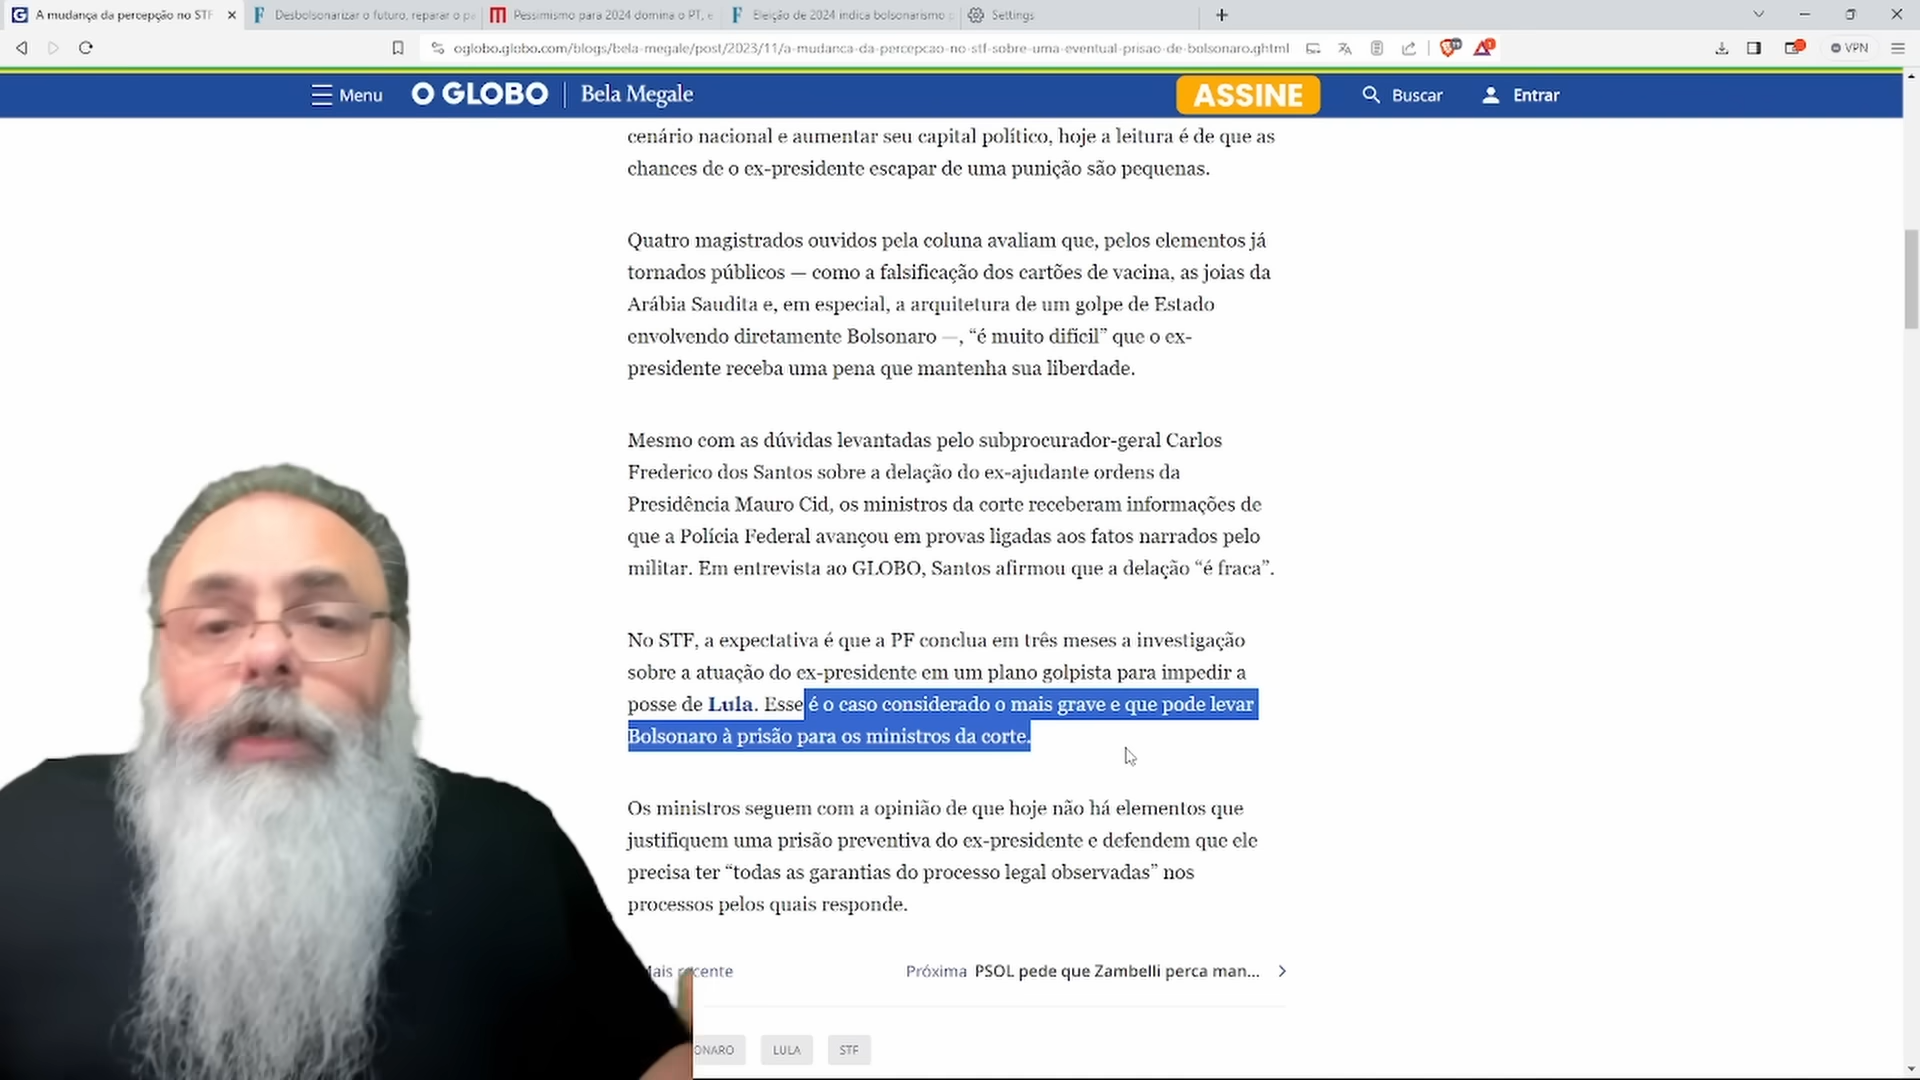 A mudança da percepção no STF
Desbolsonarizar o futuro, reparar o pa
Pessimismo para 2024 domina o PT, e
Eleição de 2024 indica bolsonarismo
Settings
oglobo.globo.com/blogs/bela-megale/post/2023/11/a-mudanca-da-percepcao-no-stf-sobre-uma-eventual-prisao-de-bolsonaro.ghtml
VPN
Menu
O GLOBO
Bela Megale
ASSINE
Buscar
Entrar
cenário nacional e aumentar seu capital político, hoje a leitura é de que as
chances de o ex-presidente escapar de uma punição são pequenas.
Quatro magistrados ouvidos pela coluna avaliam que, pelos elementos já
tornados públicos — como a falsificação dos cartões de vacina, as joias da
Arábia Saudita e, em especial, a arquitetura de um golpe de Estado
envolvendo diretamente Bolsonaro —, “é muito difícil” que o ex-
presidente receba uma pena que mantenha sua liberdade.
Mesmo com as dúvidas levantadas pelo subprocurador-geral Carlos
Frederico dos Santos sobre a delação do ex-ajudante ordens da
Presidência Mauro Cid, os ministros da corte receberam informações de
que a Polícia Federal avançou em provas ligadas aos fatos narrados pelo
militar. Em entrevista ao GLOBO, Santos afirmou que a delação “é fraca”.
No STF, a expectativa é que a PF conclua em três meses a investigação
sobre a atuação do ex-presidente em um plano golpista para impedir a
posse de Lula. Esse é o caso considerado o mais grave e que pode levar
Bolsonaro à prisão para os ministros da corte.
Os ministros seguem com a opinião de que hoje não há elementos que
justifiquem uma prisão preventiva do ex-presidente e defendem que ele
precisa ter “todas as garantias do processo legal observadas” nos
processos pelos quais responde.
Mais recente
Próxima PSOL pede que Zambelli perca man...
ONARO
LULA
STF